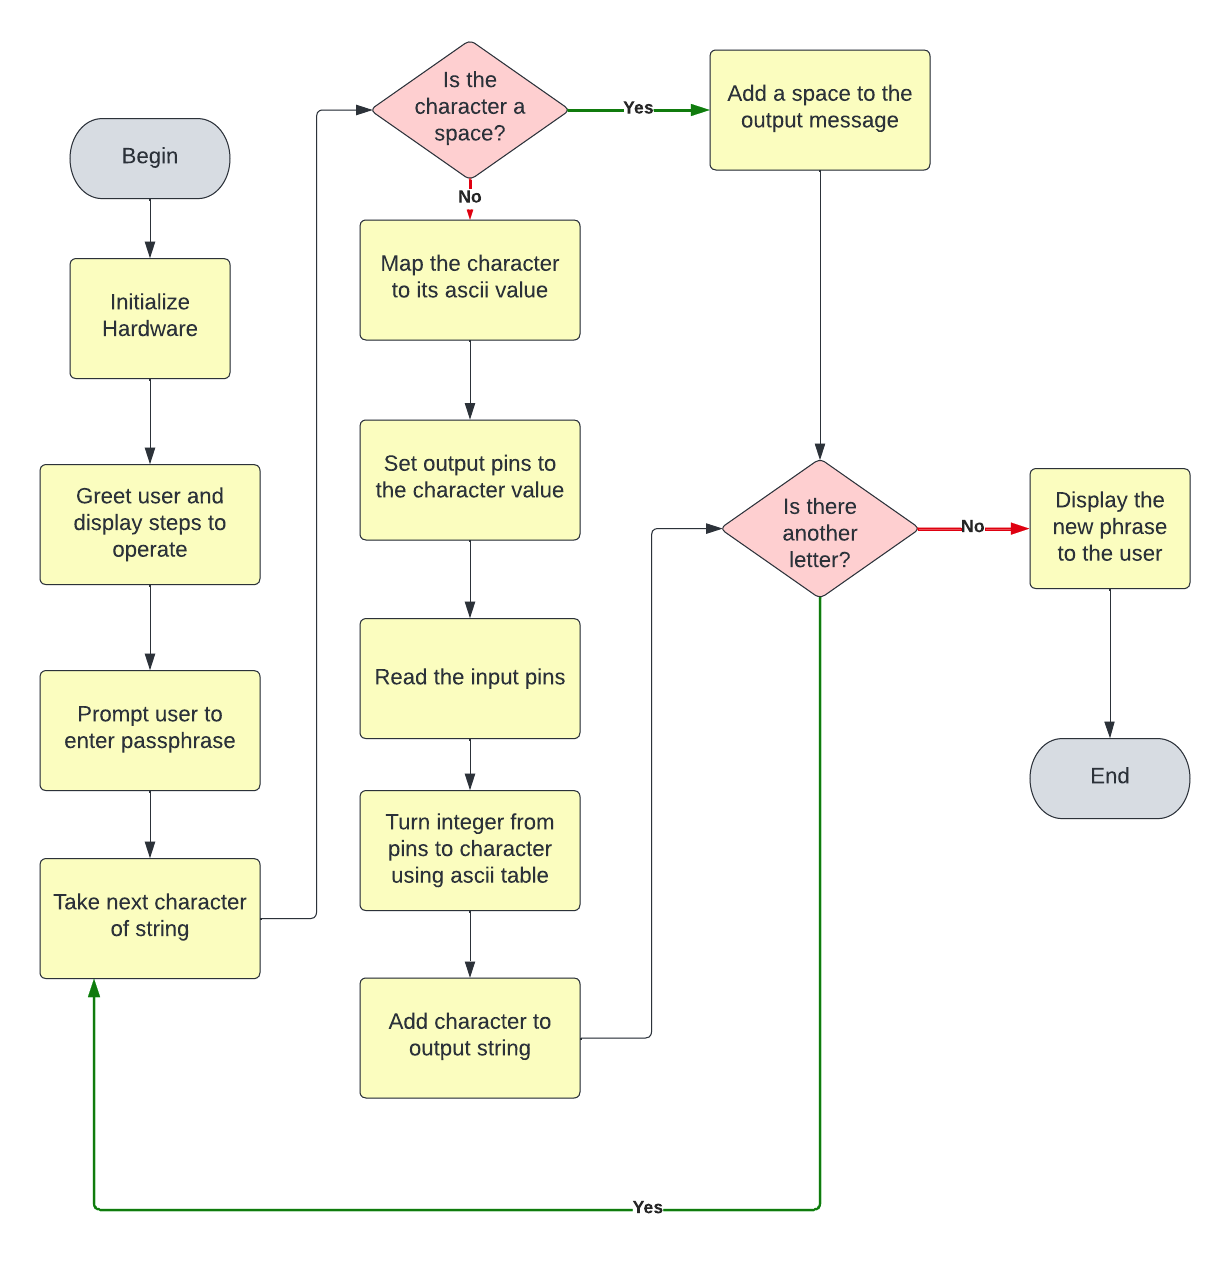 Begin
Initialize
Hardware
Greet user and
display steps to
operate
Prompt user to
enter passphrase
Take next character
of string
Is the
character a
space?
Yes
Add a space to the
output message
No
Map the character
to its ascii value
Set output pins to
the character value
Read the input pins
Turn integer from
pins to character
using ascii table
Add character to
output string
Is there
another
letter?
No
Display the
new phrase
to the user
End
Yes